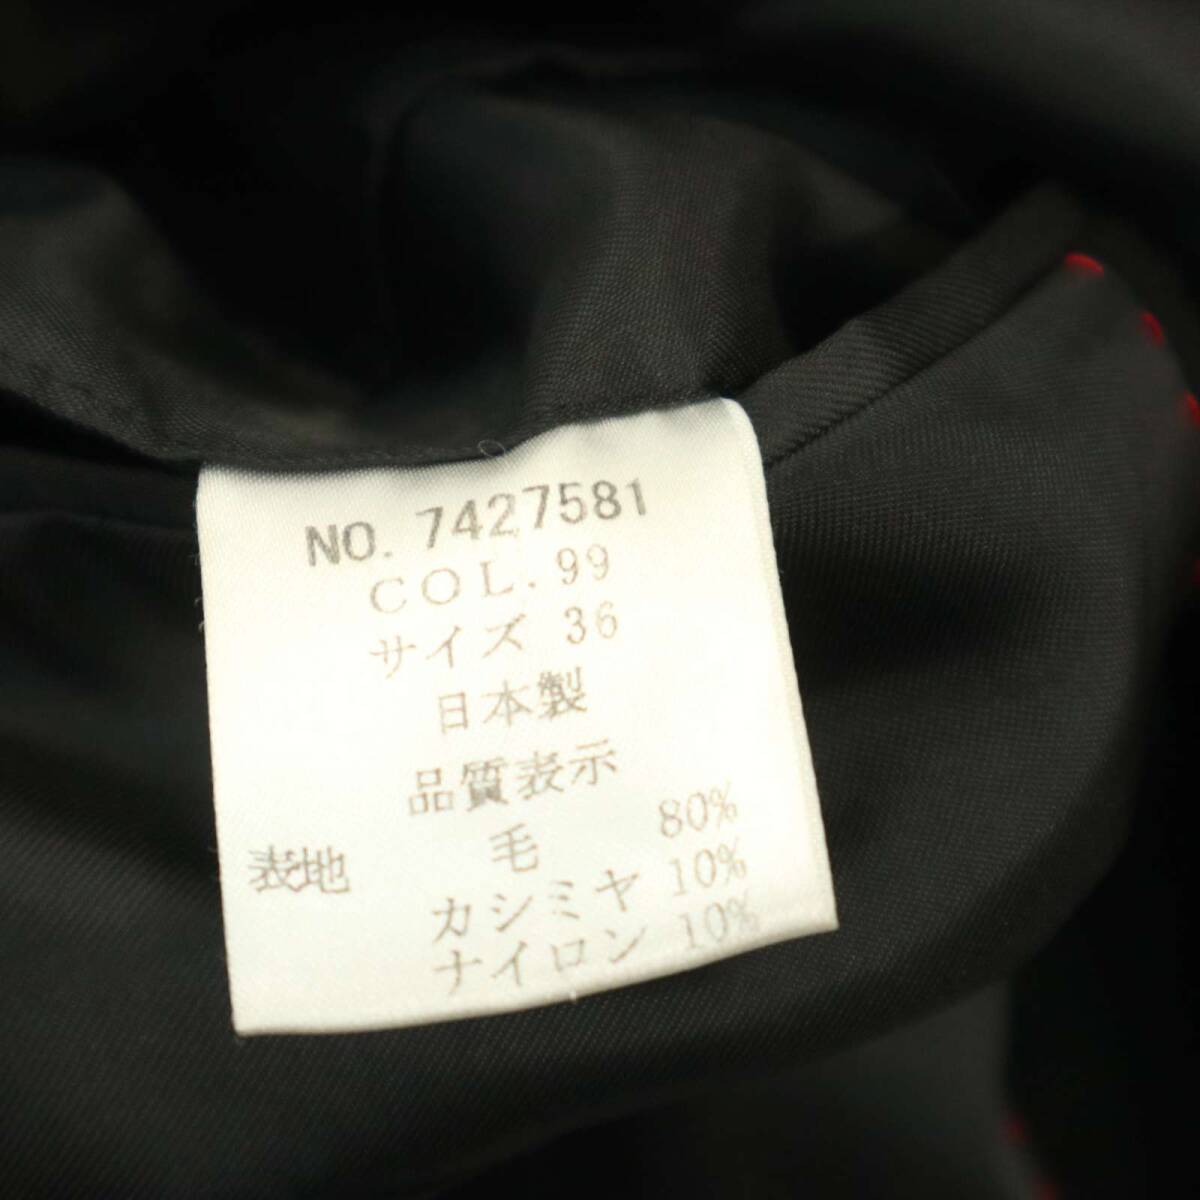 NO. 7427581
COL. 99
サイズ 36
日本製
品質表示
表地 毛 80%
カシミヤ 10%
ナイロン 10%